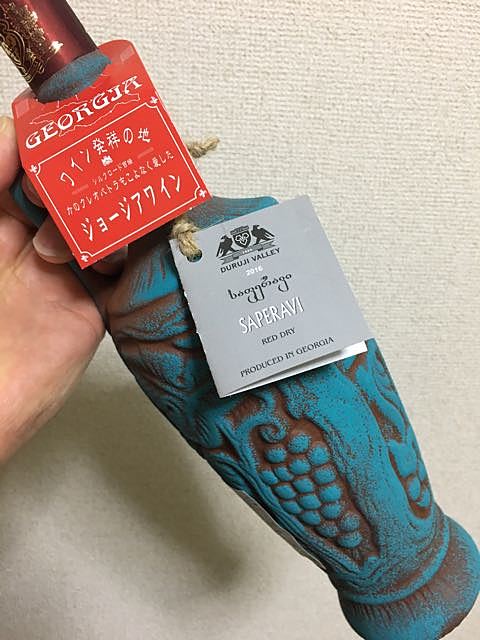 GEORGIA
ワイン発祥の地
シルクロード冒険
かのクレオパトラもこよなく愛した
ジョージアワイン
DURUJI VALLEY
2016
საფერავი
SAPERAVI
RED DRY
PRODUCED IN GEORGIA